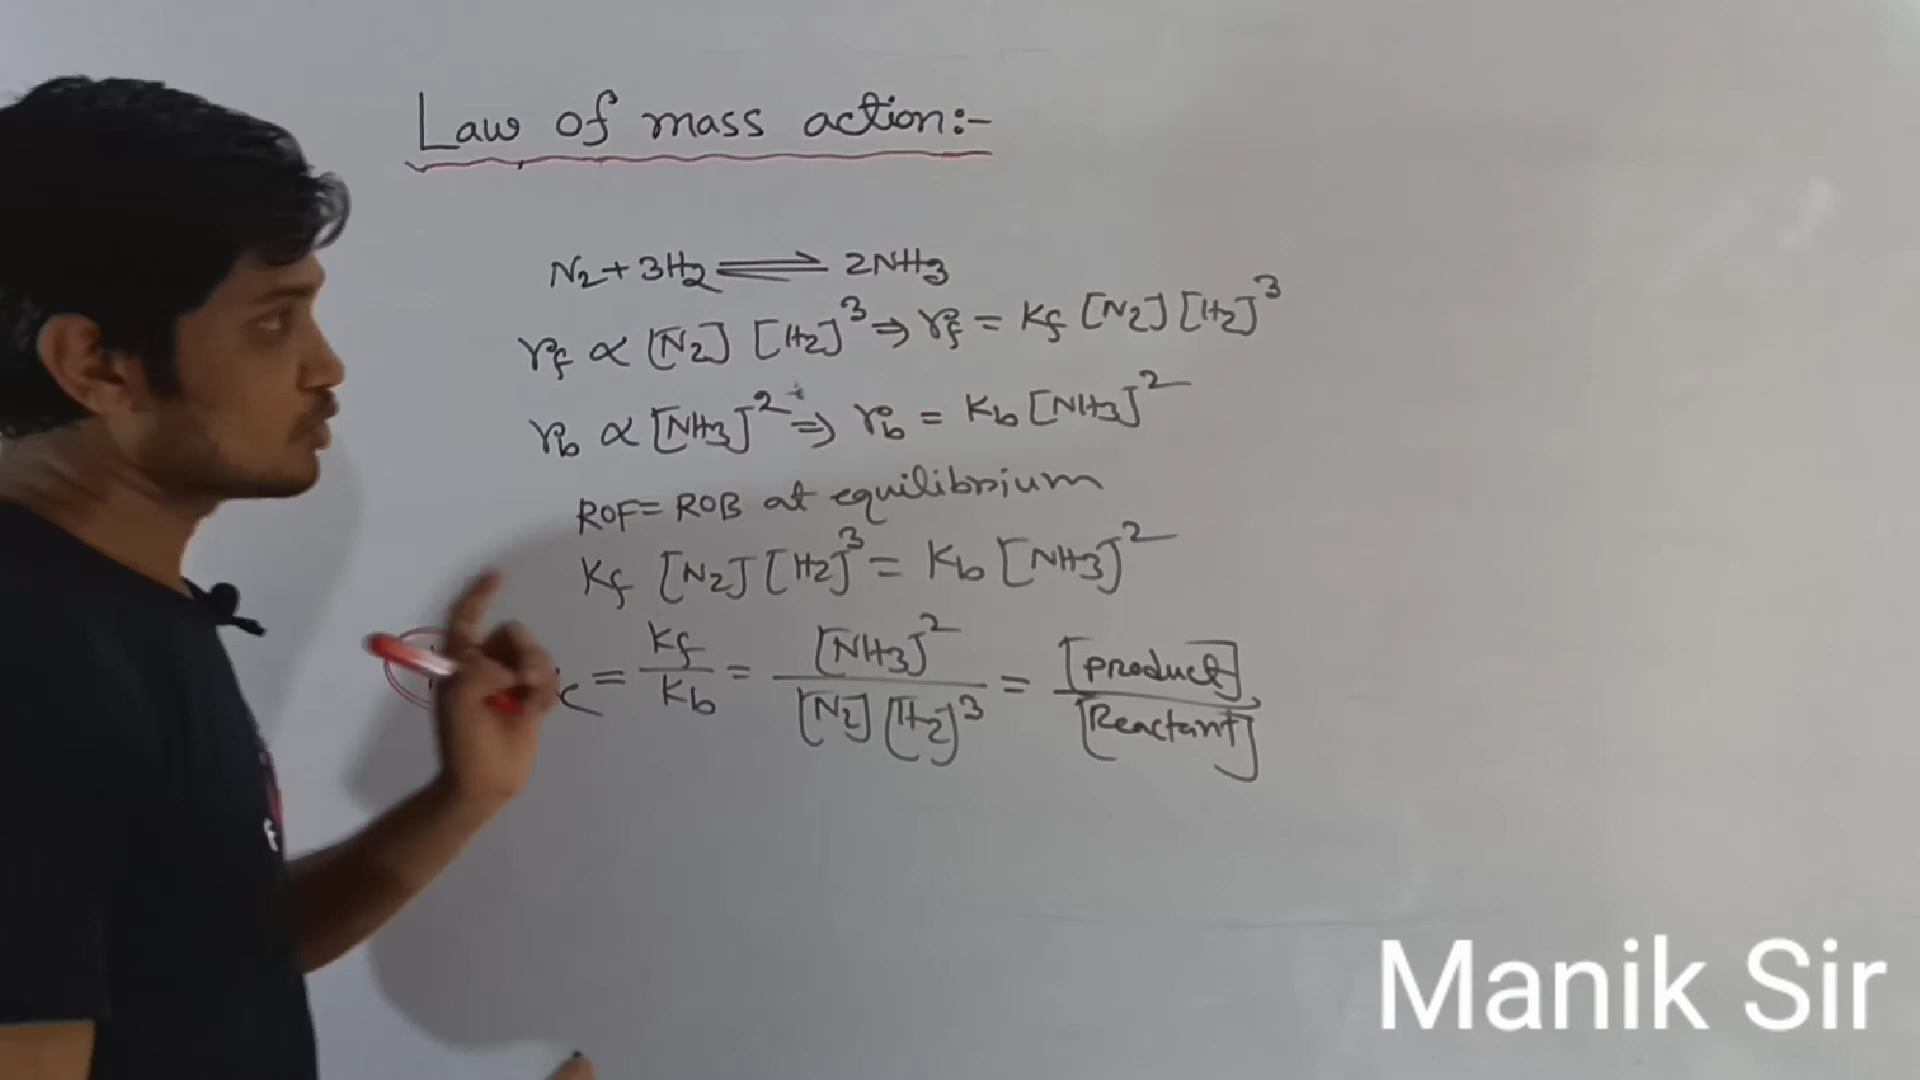 Law of mass action:-
N2 + 3H2 ⇌ 2NH3
rf ∝ [N2] [H2]^3 ⇒ rf = Kf [N2] [H2]^3
rb ∝ [NH3]^2 ⇒ rb = Kb [NH3]^2
ROF = ROB at equilibrium
Kf [N2] [H2]^3 = Kb [NH3]^2
c = Kf/Kb = [NH3]^2/[N2] [H2]^3 = [product]/[Reactant]
Manik Sir